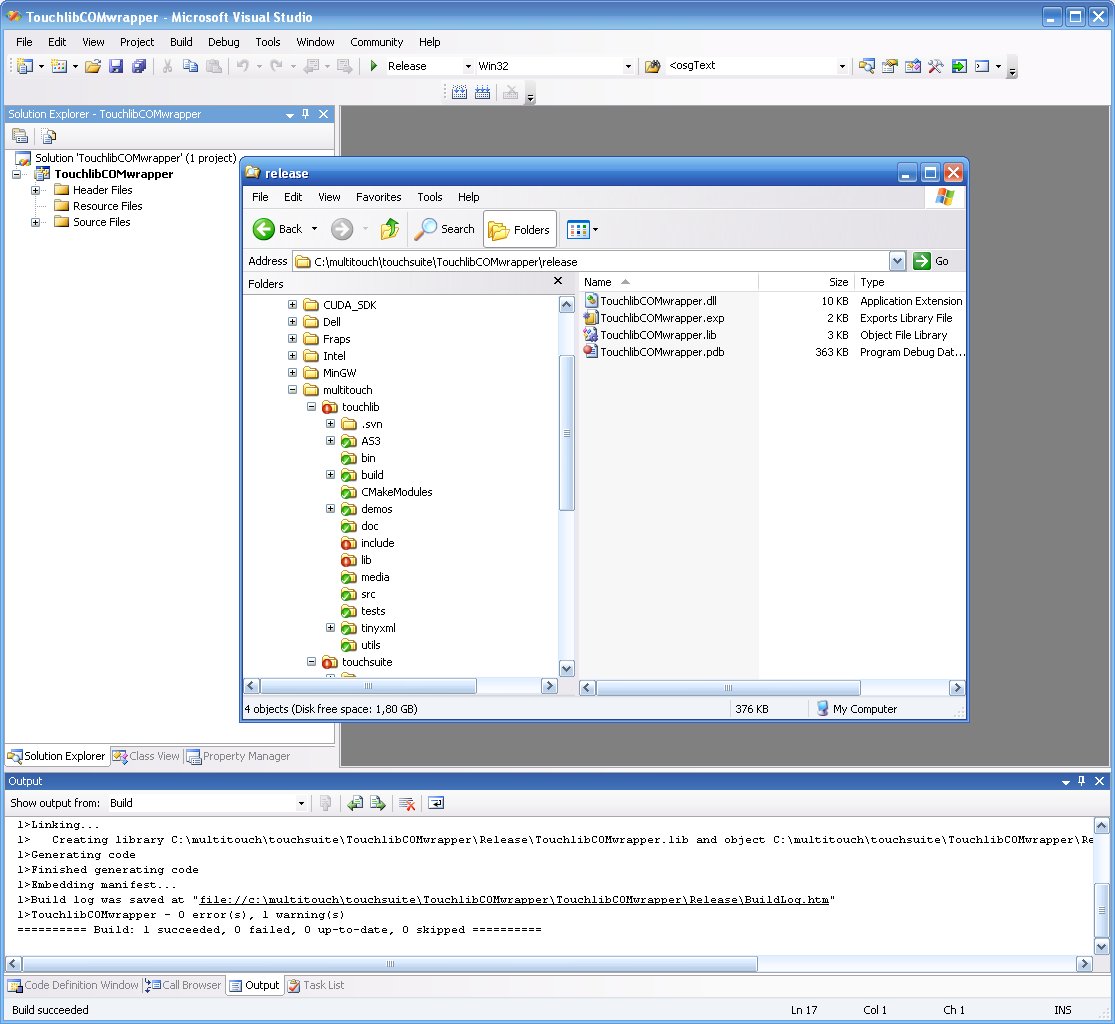 TouchlibCOMwrapper - Microsoft Visual Studio
File Edit View Project Build Debug Tools Window Community Help
Release Win32 <osgText
Solution Explorer - TouchlibCOMwrapper
Solution 'TouchlibCOMwrapper' (1 project)
TouchlibCOMwrapper
Header Files
Resource Files
Source Files
release
File Edit View Favorites Tools Help
Back Search Folders
Address C:\multitouch\touchsuite\TouchlibCOMwrapper\release Go
Folders
CUDA_SDK
Dell
Fraps
Intel
MinGW
multitouch
touchlib
.svn
AS3
bin
build
CMakeModules
demos
doc
include
lib
media
src
tests
tinyxml
utils
touchsuite
Name Size Type
TouchlibCOMwrapper.dll 10 KB Application Extension
TouchlibCOMwrapper.exp 2 KB Exports Library File
TouchlibCOMwrapper.lib 3 KB Object File Library
TouchlibCOMwrapper.pdb 363 KB Program Debug Dat...
4 objects (Disk free space: 1,80 GB) 376 KB My Computer
Solution Explorer Class View Property Manager
Output
Show output from: Build
1>Linking...
1>   Creating library C:\multitouch\touchsuite\TouchlibCOMwrapper\Release\TouchlibCOMwrapper.lib and object C:\multitouch\touchsuite\TouchlibCOMwrapper\Re
1>Generating code
1>Finished generating code
1>Embedding manifest...
1>Build log was saved at "file://c:\multitouch\touchsuite\TouchlibCOMwrapper\TouchlibCOMwrapper\Release\BuildLog.htm"
1>TouchlibCOMwrapper - 0 error(s), 1 warning(s)
========== Build: 1 succeeded, 0 failed, 0 up-to-date, 0 skipped ==========
Code Definition Window Call Browser Output Task List
Build succeeded Ln 17 Col 1 Ch 1 INS